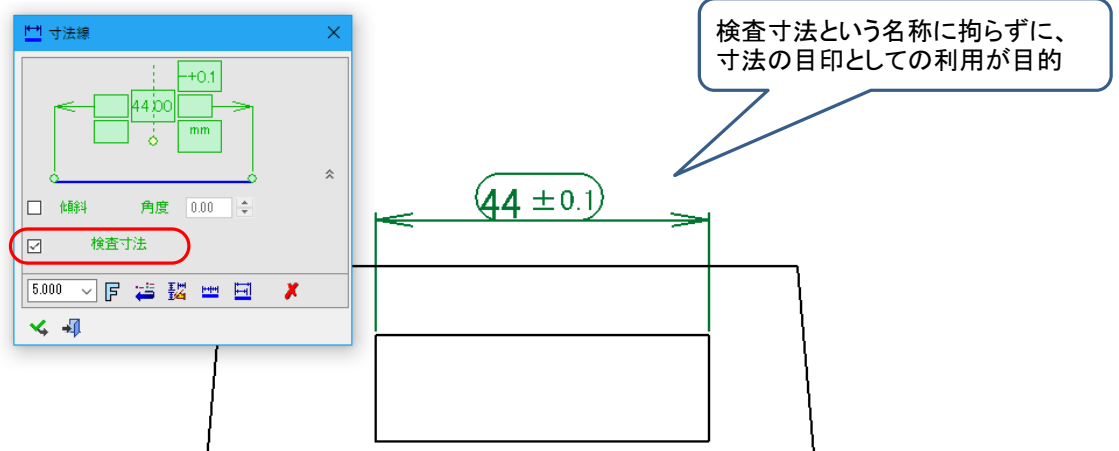 寸法線
検査寸法という名称に拘らずに、
寸法の目印としての利用が目的
-+0.1
44.00
mm
44 ±0.1
傾斜 角度 0.00
検査寸法
5.000